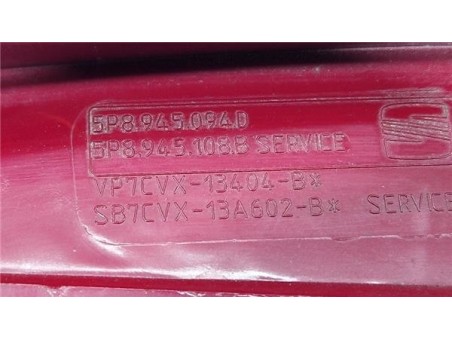 5P8.945.094.D
5P8.945.108.B SERVICE
VP7CVX-13404-B*
SB7CVX-13A602-B* SERVICE